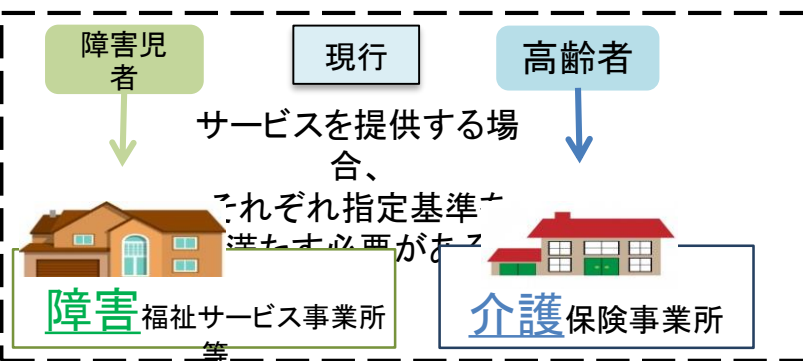 障害児
者
現行
高齢者
サービスを提供する場
合、
それぞれ指定基準を
満たす必要がある
障害福祉サービス事業所
等
介護保険事業所